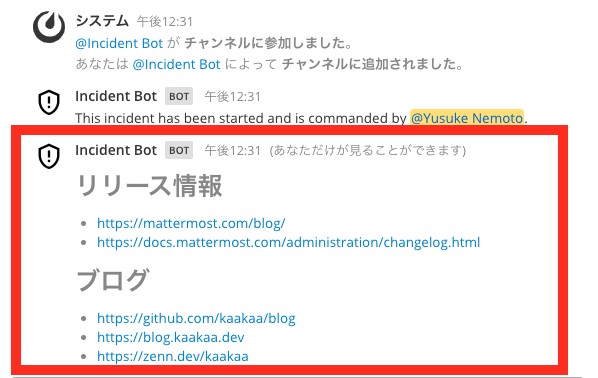 システム 午後12:31
@Incident Bot が チャンネルに参加しました。
あなたは @Incident Bot によって チャンネルに追加されました。
Incident Bot BOT 午後12:31
This incident has been started and is commanded by @Yusuke Nemoto.
Incident Bot BOT 午後12:31 (あなただけが見ることができます)
リリース情報
• https://mattermost.com/blog/
• https://docs.mattermost.com/administration/changelog.html
ブログ
• https://github.com/kaakaa/blog
• https://blog.kaakaa.dev
• https://zenn.dev/kaakaa